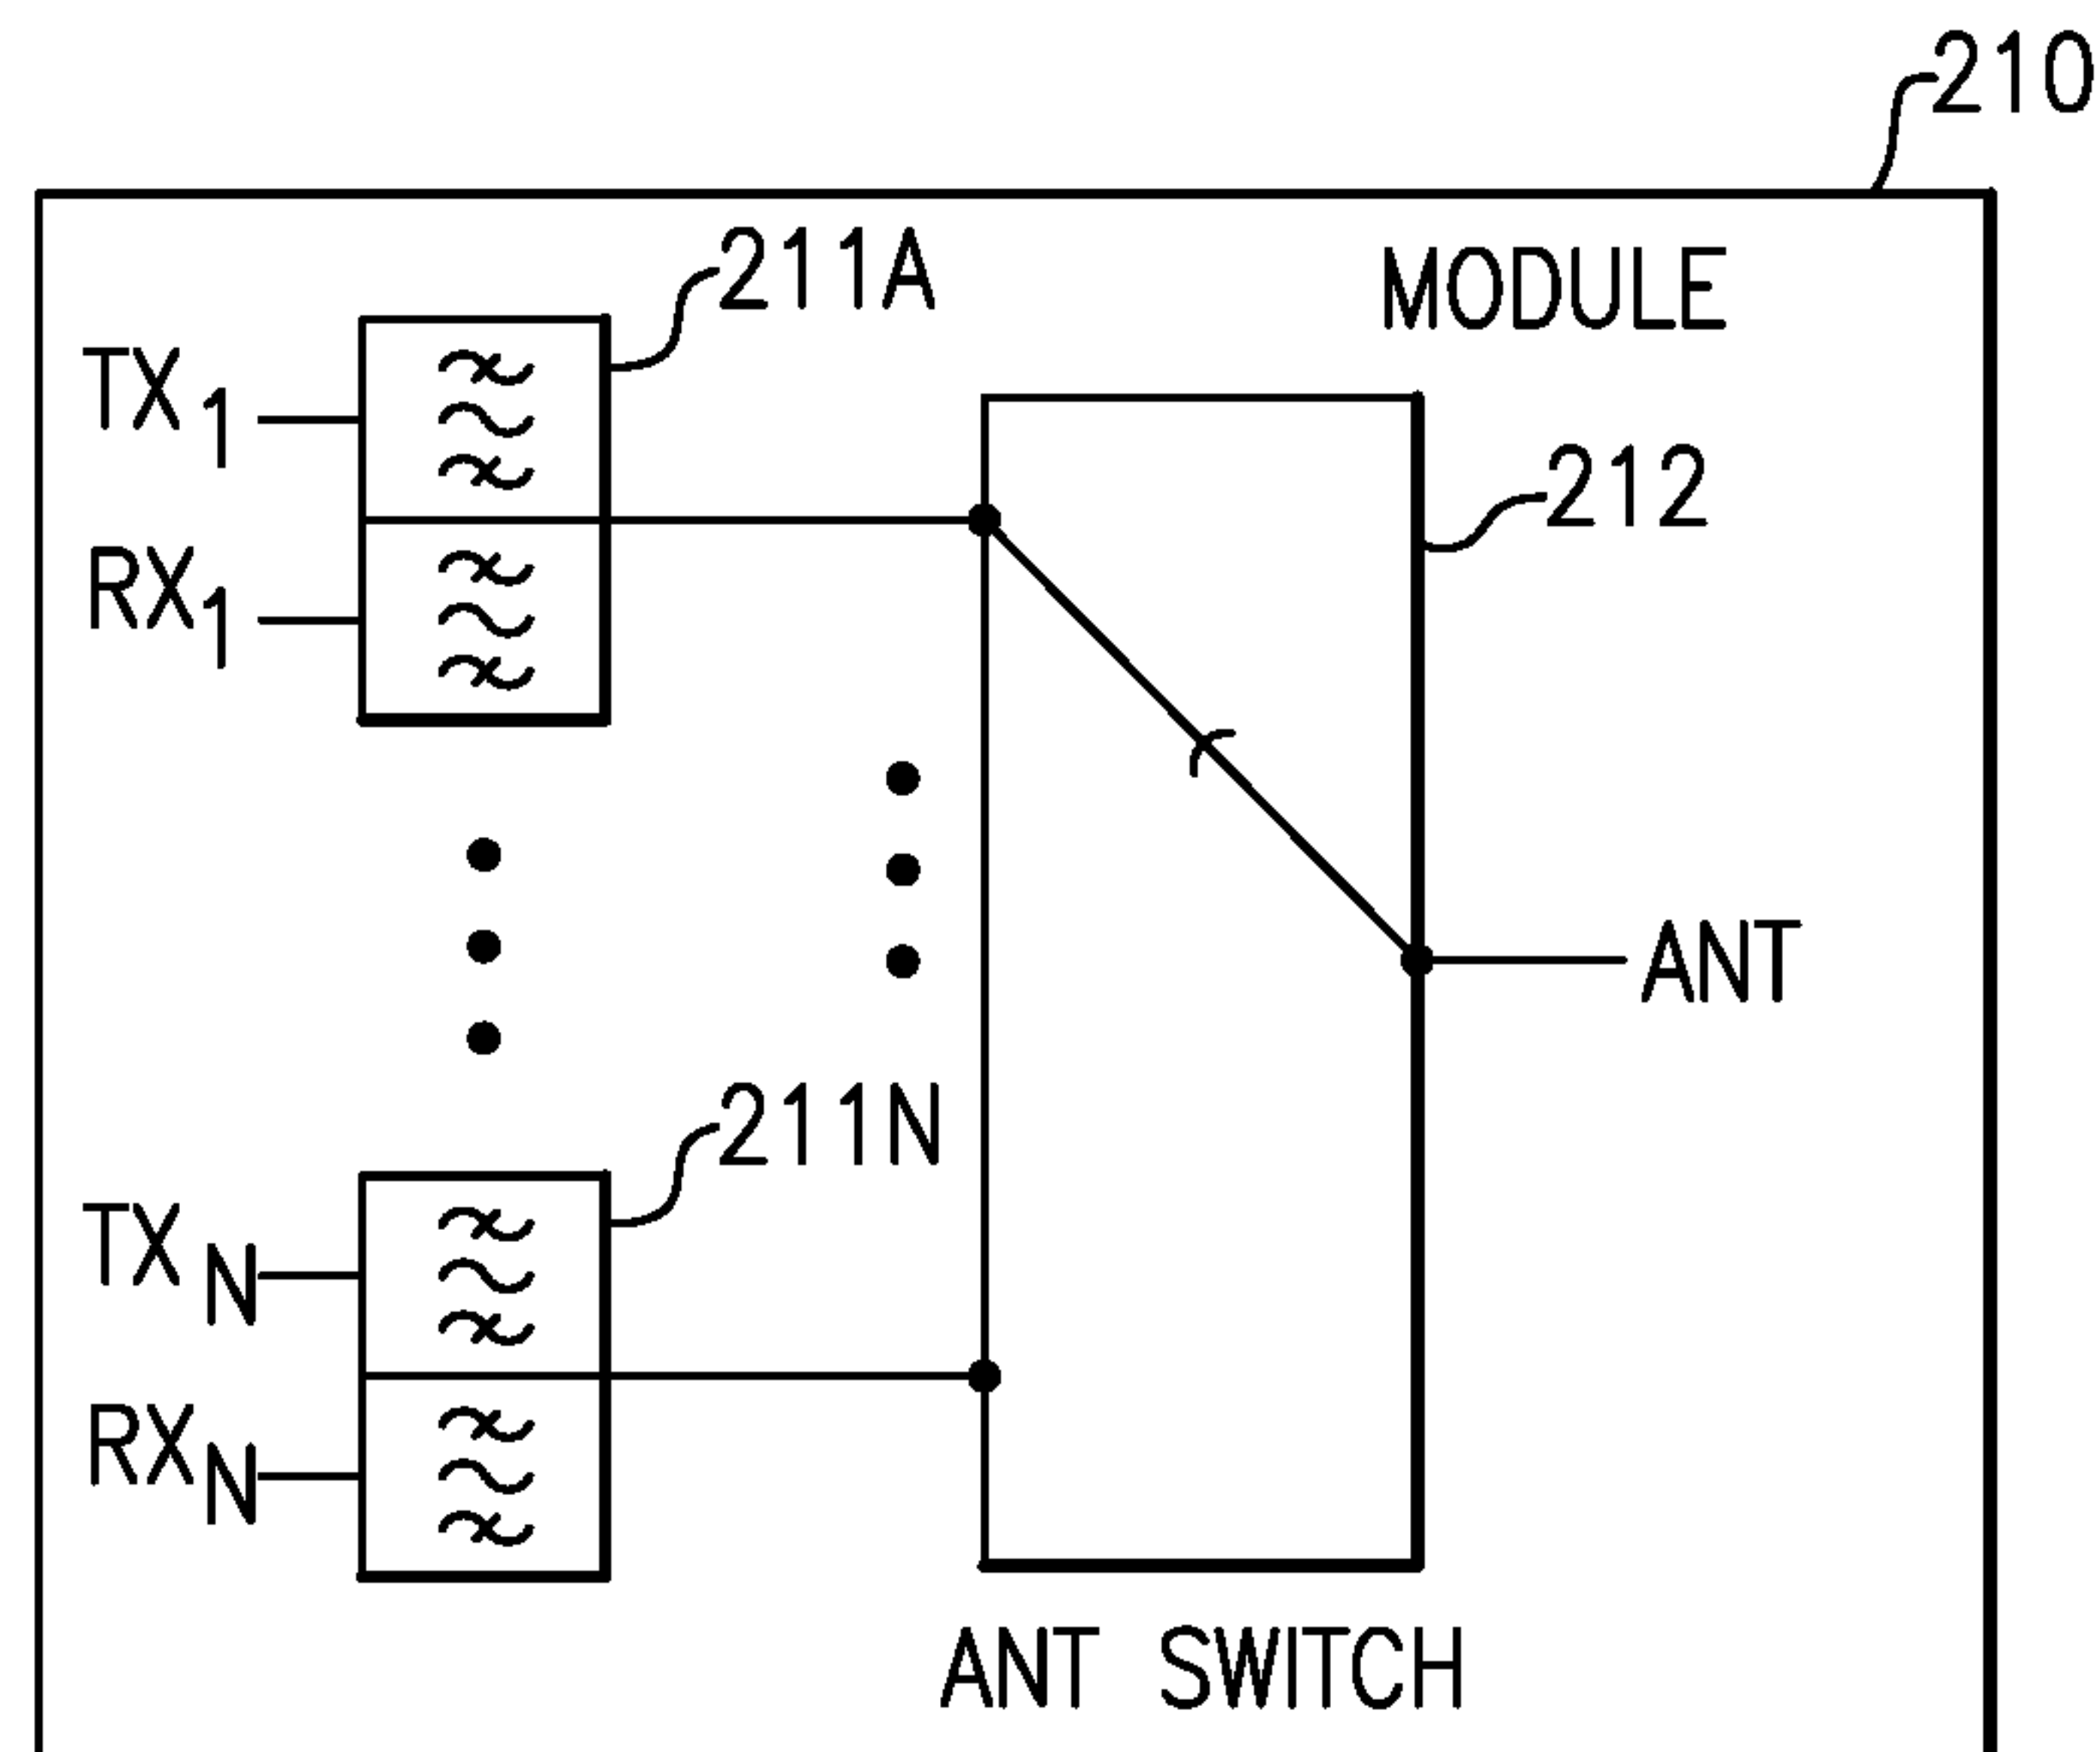 210
211A
MODULE
TX1
212
RX1
ANT
211N
TXN
RXN
ANT SWITCH